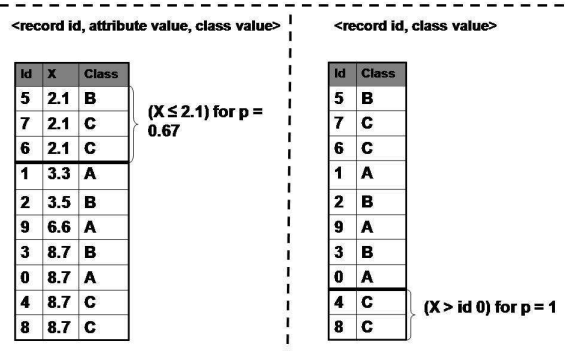 <record id, attribute value, class value>
Id X Class
5 2.1 B
7 2.1 C
6 2.1 C
1 3.3 A
2 3.5 B
9 6.6 A
3 8.7 B
0 8.7 A
4 8.7 C
8 8.7 C
(X ≤ 2.1) for p =
0.67
<record id, class value>
Id Class
5 B
7 C
6 C
1 A
2 B
9 A
3 B
0 A
4 C
8 C
(X > id 0) for p = 1